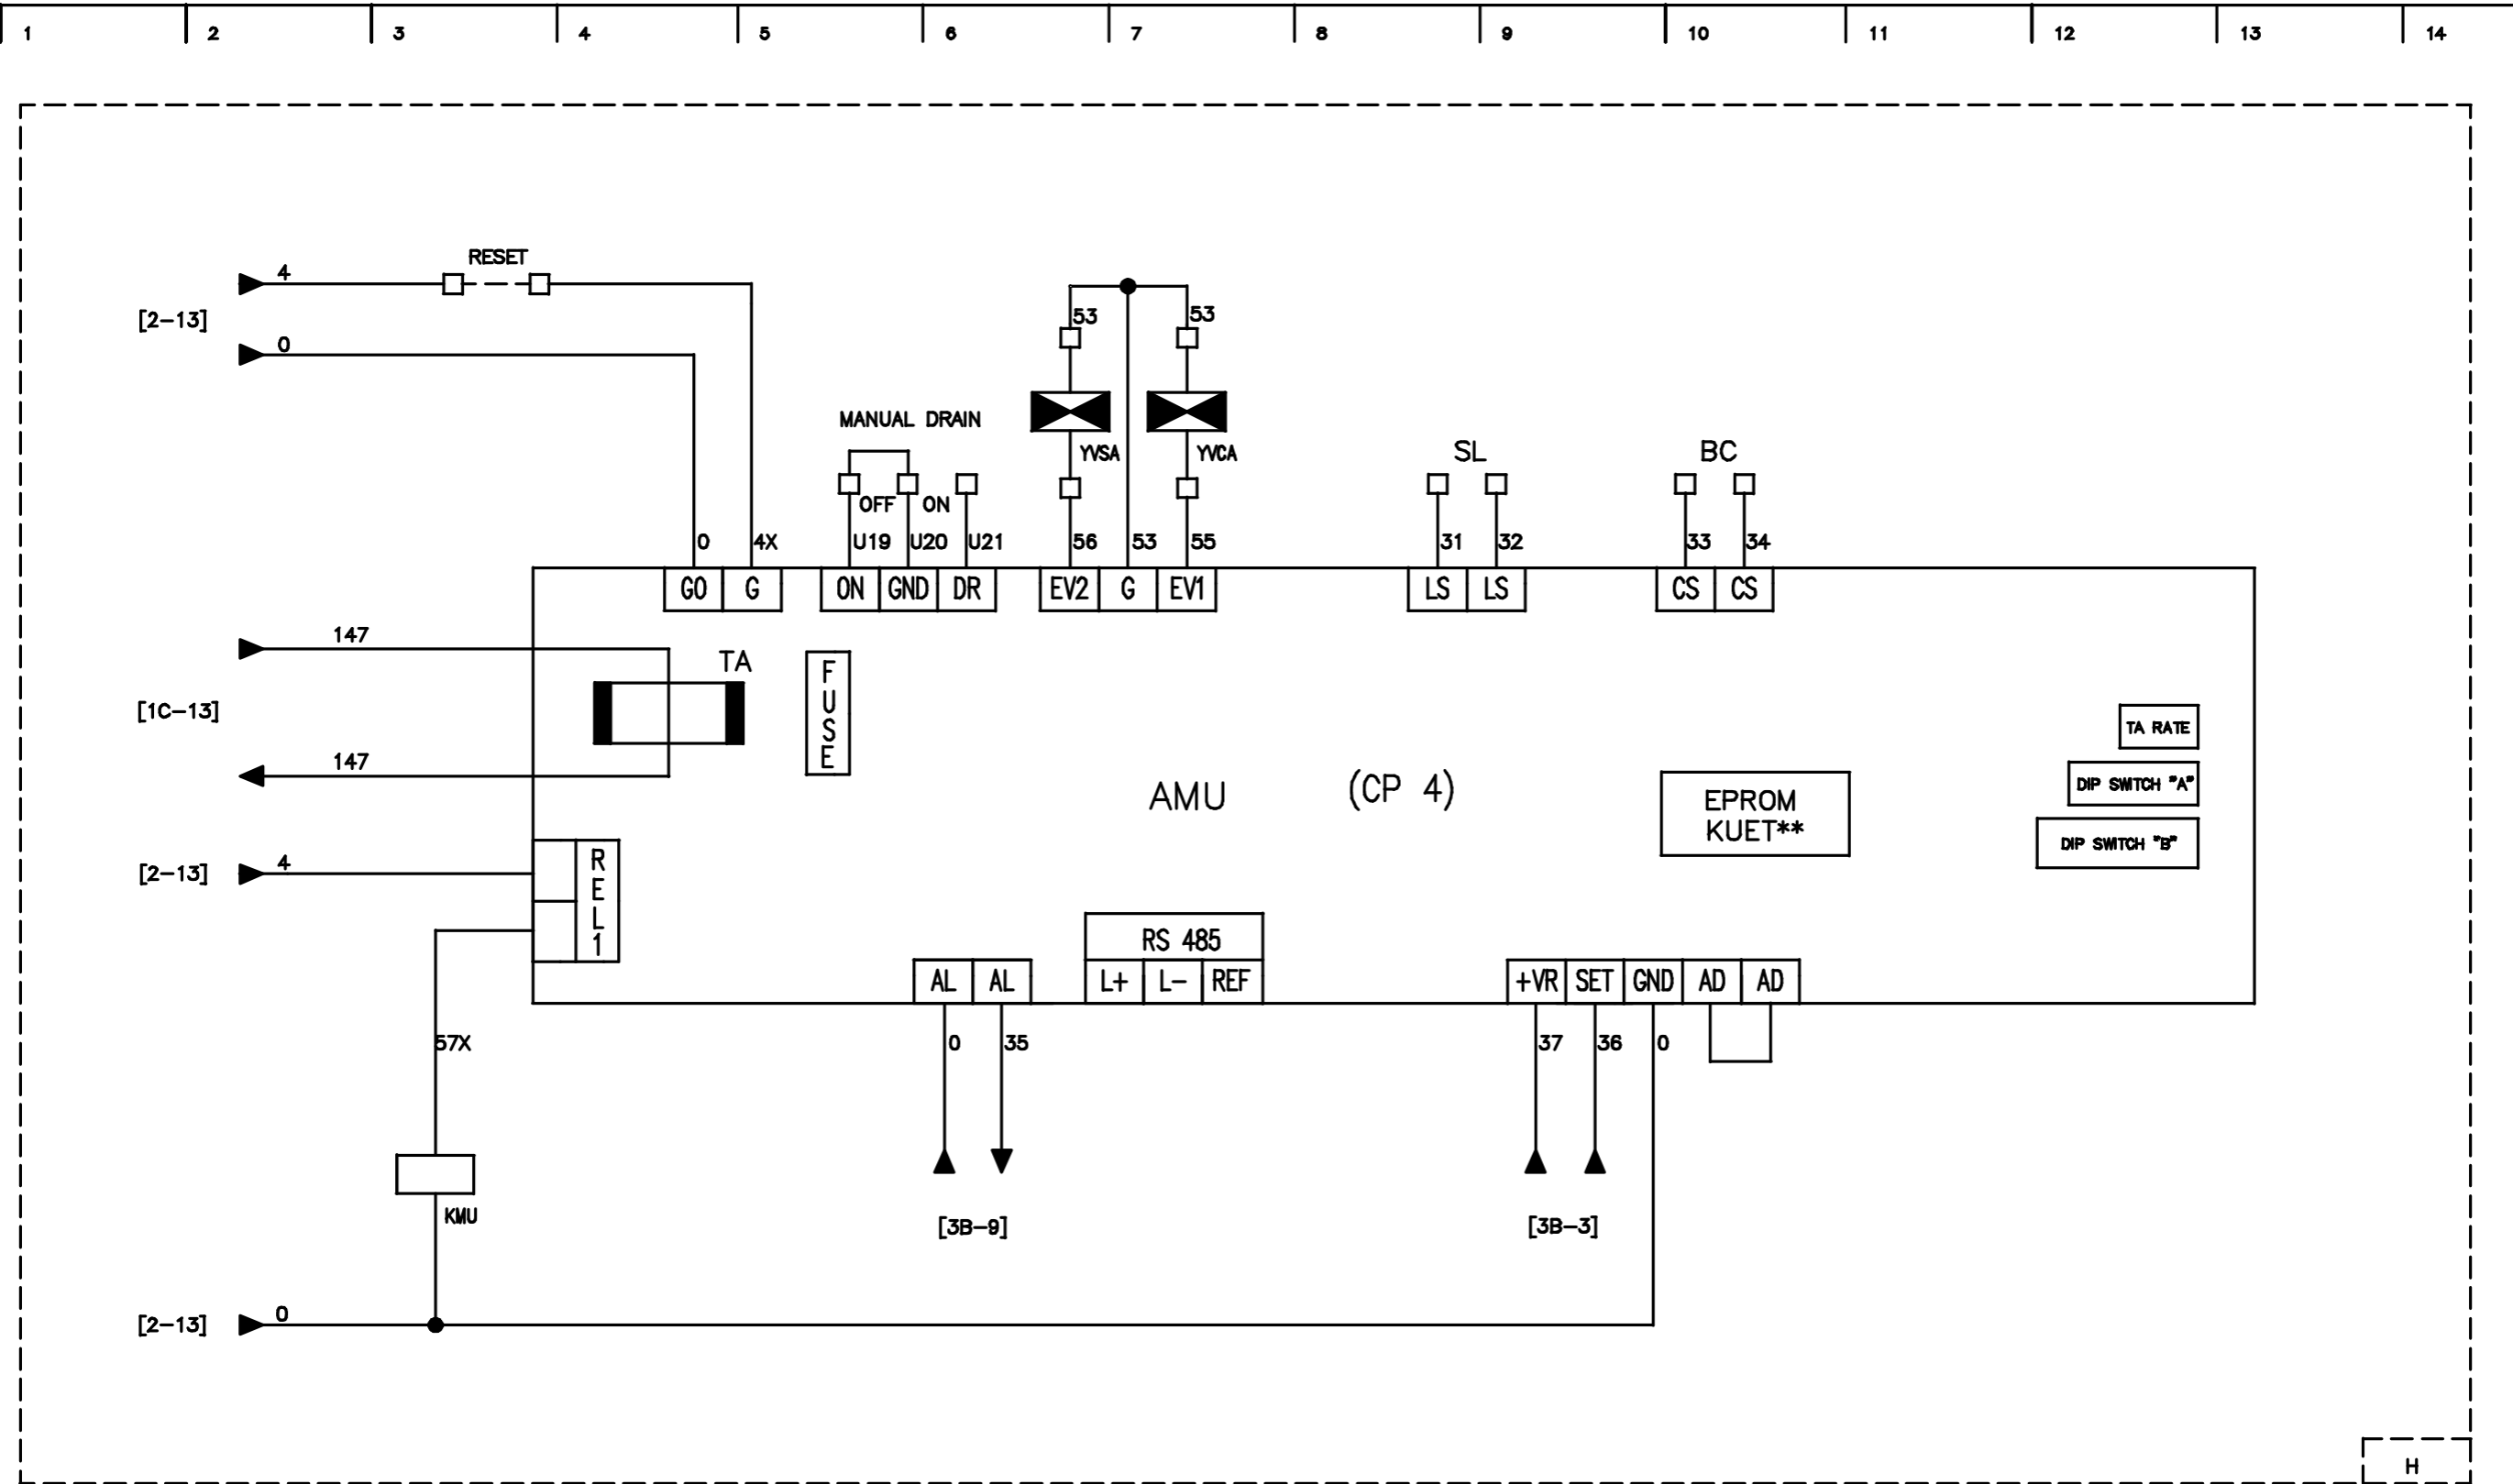 1 2 3 4 5 6 7 8 9 10 11 12 13 14
RESET
4
[2-13]
0
53 53
MANUAL DRAIN
YVSA YVCA
SL BC
OFF ON
0 4X U19 U20 U21 56 53 55 31 32 33 34
G0 G ON GND DR EV2 G EV1 LS LS CS CS
147
TA
FUSE
[1C-13]
TA RATE
147
DIP SWITCH "A"
AMU (CP 4)
EPROM
KUET**
DIP SWITCH "B"
[2-13] 4
REL1
RS 485
AL AL L+ L- REF +VR SET GND AD AD
57X 0 35 37 36 0
KMU
[3B-9] [3B-3]
[2-13] 0
H